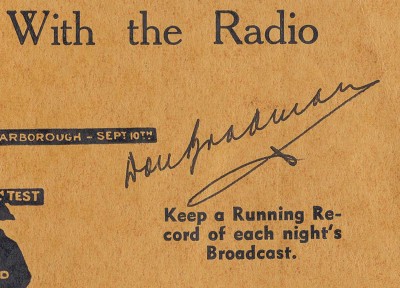 With the Radio
ARBOROUGH - SEPT 10TH
Don Bradman
TEST
Keep a Running Re-
cord of each night's
Broadcast.
D